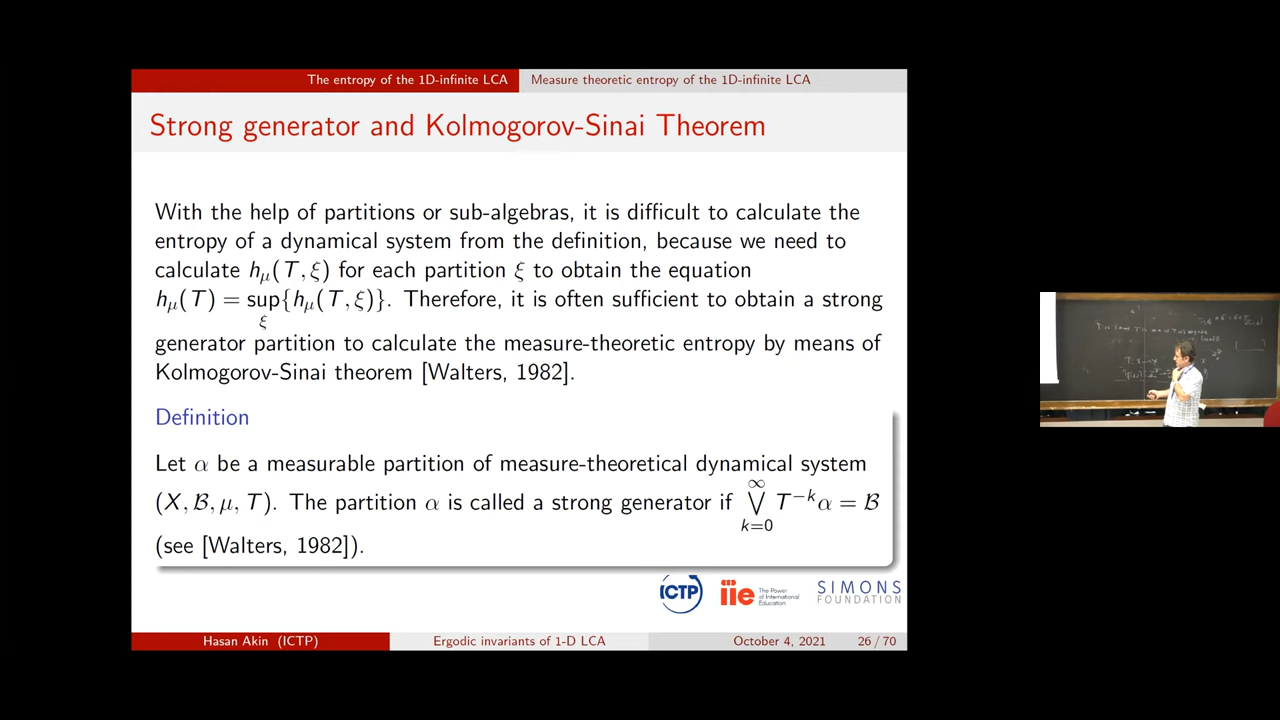 The entropy of the 1D-infinite LCA Measure theoretic entropy of the 1D-infinite LCA
Strong generator and Kolmogorov-Sinai Theorem
With the help of partitions or sub-algebras, it is difficult to calculate the
entropy of a dynamical system from the definition, because we need to
calculate hμ(T, ξ) for each partition ξ to obtain the equation
hμ(T) = sup{hμ(T, ξ)}. Therefore, it is often sufficient to obtain a strong
ξ
generator partition to calculate the measure-theoretic entropy by means of
Kolmogorov-Sinai theorem [Walters, 1982].
Definition
Let α be a measurable partition of measure-theoretical dynamical system
∞
(X, ℬ, μ, T). The partition α is called a strong generator if ⋁ T⁻ᵏα = ℬ
k=0
(see [Walters, 1982]).
ICTP iie The Power of International Education SIMONS FOUNDATION
Hasan Akin (ICTP) Ergodic invariants of 1-D LCA October 4, 2021 26 / 70